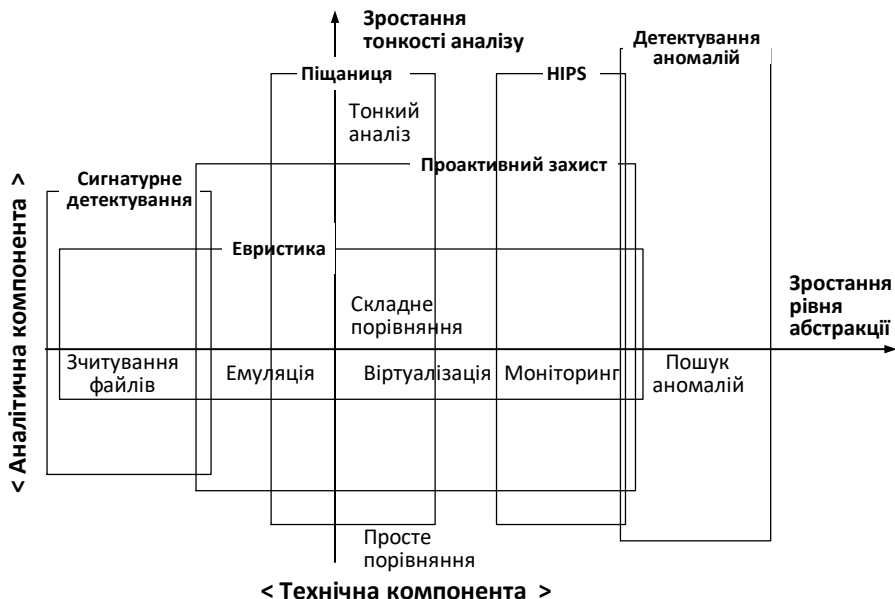 Зростання
тонкості аналізу
Детектування
аномалій
Піщаниця
HIPS
Тонкий
аналіз
Проактивний захист
Сигнатурне
детектування
Евристика
< Аналітична компонента >
Зростання
рівня
абстракції
Складне
порівняння
Зчитування
файлів
Емуляція
Віртуалізація
Моніторинг
Пошук
аномалій
Просте
порівняння
< Технічна компонента >